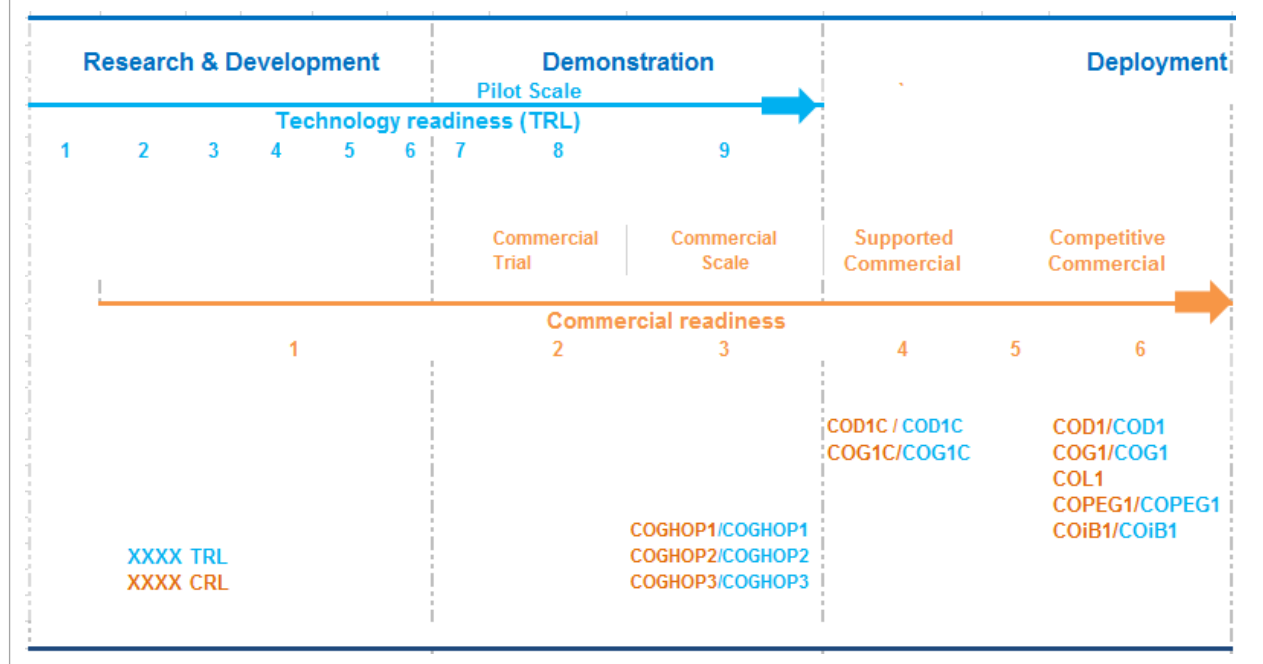 Research & Development Demonstration Deployment
Pilot Scale
Technology readiness (TRL)
1 2 3 4 5 6 7 8 9
Commercial Commercial Supported Competitive
Trial Scale Commercial Commercial
Commercial readiness
1 2 3 4 5 6
COD1C / COD1C COD1/COD1
COG1C/COG1C COG1/COG1
COL1
COPEG1/COPEG1
COGHOP1/COGHOP1 COiB1/COiB1
XXXX TRL COGHOP2/COGHOP2
XXXX CRL COGHOP3/COGHOP3